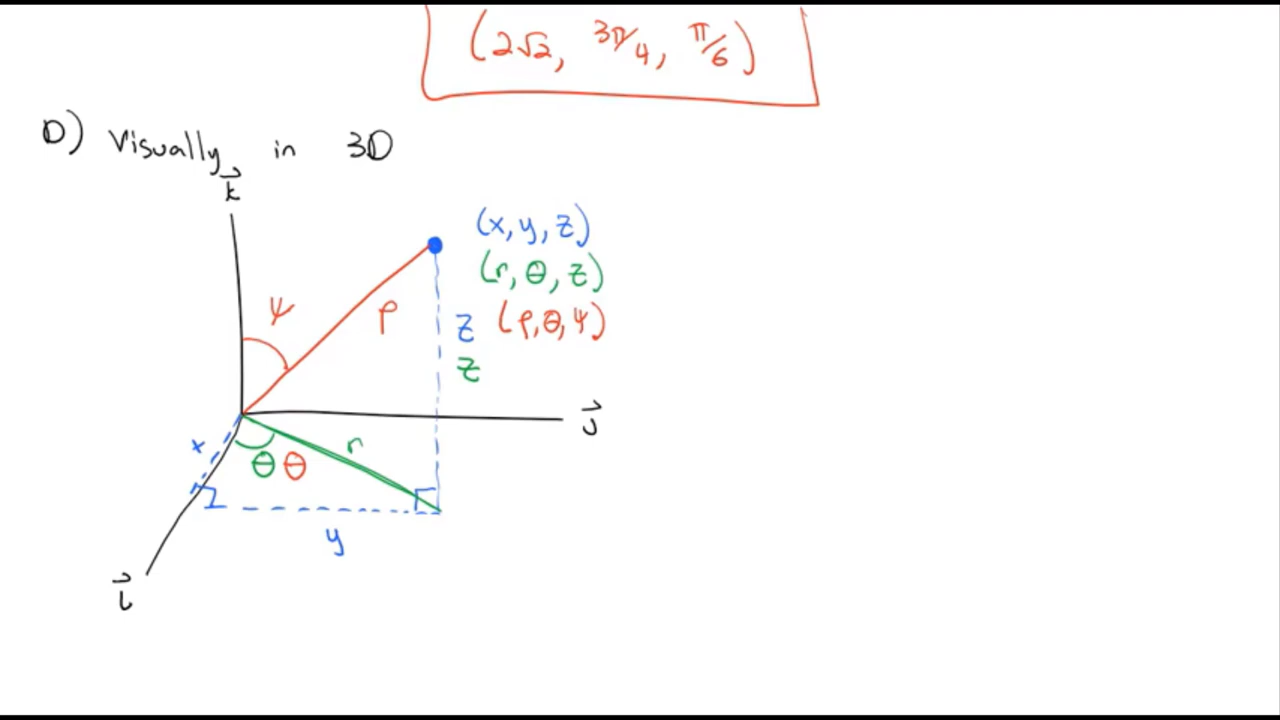 (2√2, 3π/4, π/6)
D) Visually in 3D
k⃗
(x, y, z)
ψ
(r, θ, z)
ρ
z (ρ, θ, ψ)
z
j⃗
x
r
θ θ
y
i⃗